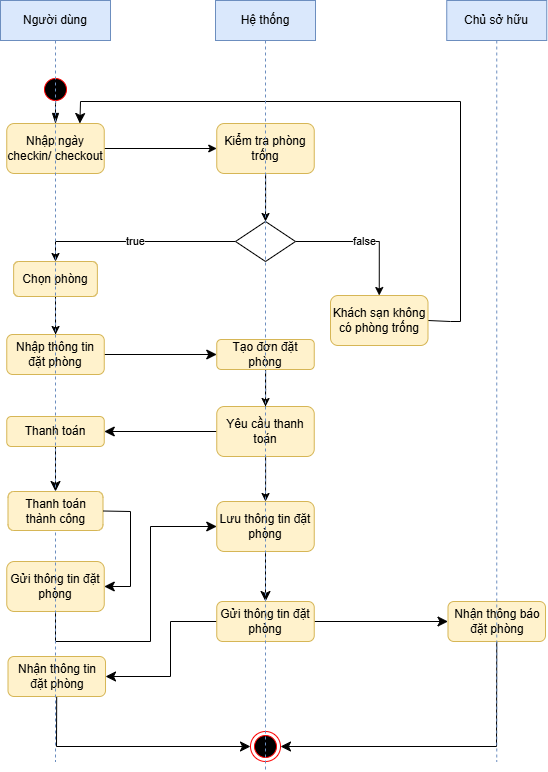 Người dùng
Hệ thống
Chủ sở hữu
Nhập ngày
checkin/ checkout
Kiểm tra phòng
trống
true
false
Chọn phòng
Khách sạn không
có phòng trống
Nhập thông tin
đặt phòng
Tạo đơn đặt
phòng
Thanh toán
Yêu cầu thanh
toán
Thanh toán
thành công
Lưu thông tin đặt
phòng
Gửi thông tin đặt
phòng
Gửi thông tin đặt
phòng
Nhận thông báo
đặt phòng
Nhận thông tin
đặt phòng